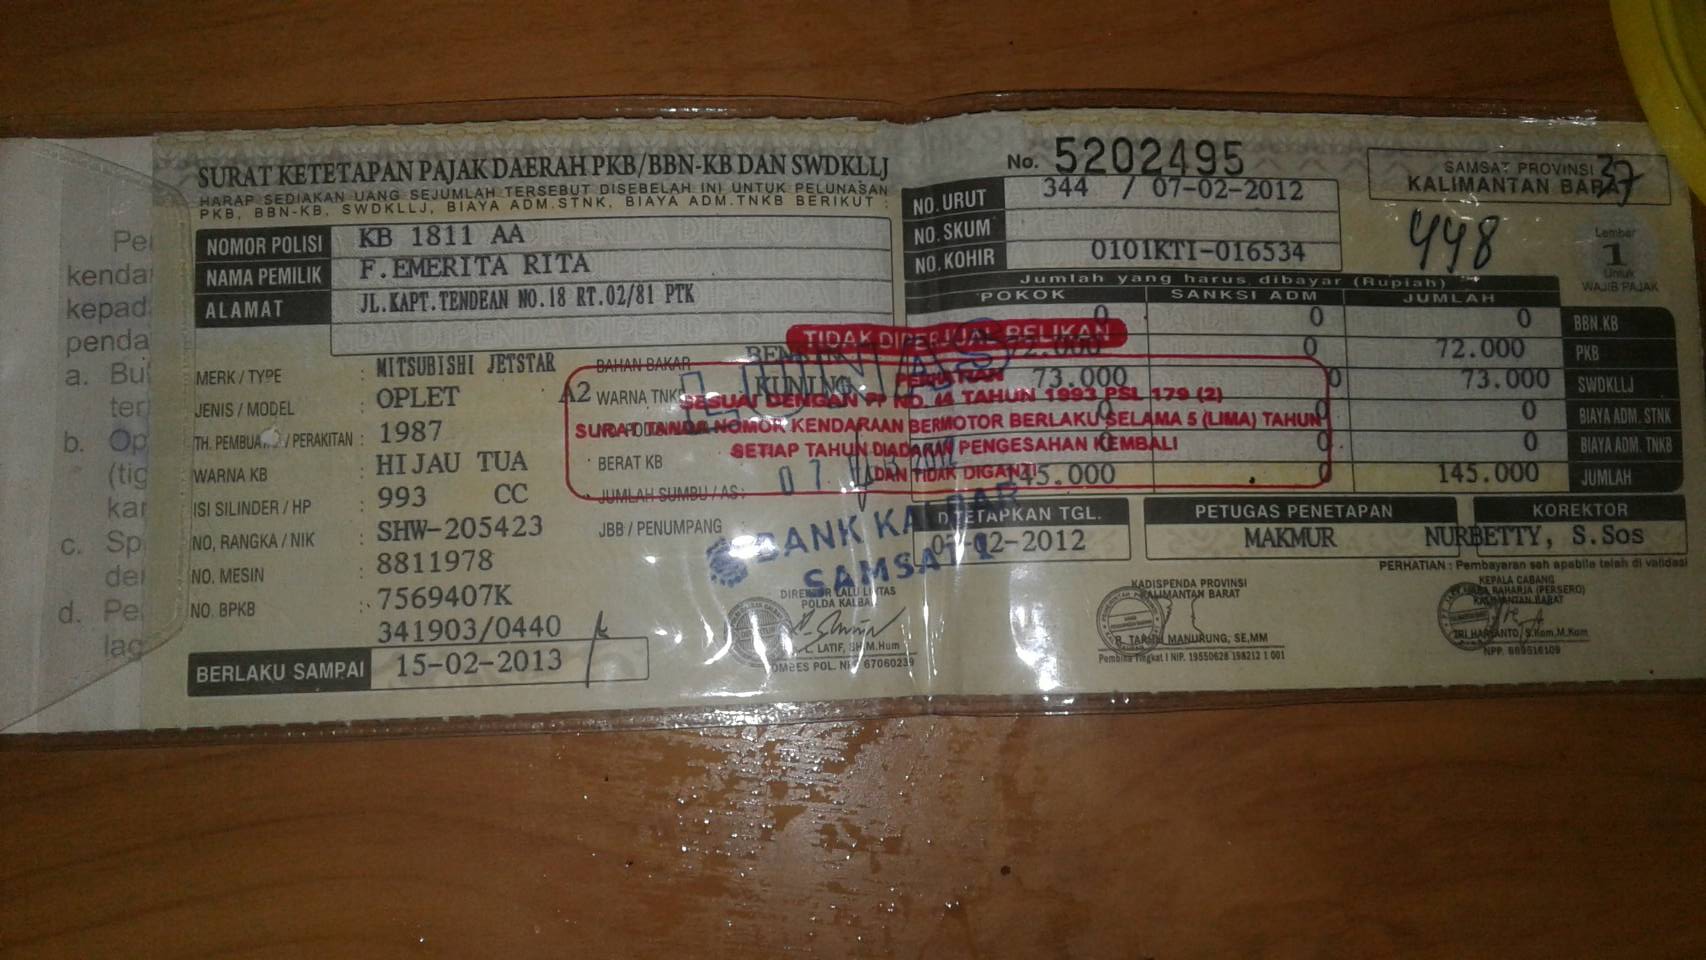 SURAT KETETAPAN PAJAK DAERAH PKB/BBN-KB DAN SWDKLLJ
HARAP SEDIAKAN UANG SEJUMLAH TERSEBUT DISEBELAH INI UNTUK PELUNASAN
PKB, BBN-KB, SWDKLLJ, BIAYA ADM.STNK, BIAYA ADM.TNKB BERIKUT :
NOMOR POLISI KB 1811 AA
NAMA PEMILIK F.EMERITA RITA
ALAMAT JL.KAPT.TENDEAN NO.18 RT.02/81 PTK
MERK / TYPE : MITSUBISHI JETSTAR
JENIS / MODEL : OPLET A2
TH. / PERAKITAN : 1987
WARNA KB : HIJAU TUA
ISI SILINDER / HP : 993 CC
NO, RANGKA / NIK : SHW-205423
NO. MESIN : 8811978
NO. BPKB : 7569407K
341903/0440
BERLAKU SAMPAI 15-02-2013
BAHAN BAKAR
WARNA TNK KUNING
BERAT KB
JUMLAH SUMBU / AS :
JBB / PENUMPANG :
No. 5202495
NO. URUT 344 / 07-02-2012
NO. SKUM
NO. KOHIR 0101KTI-016534
SAMSAT PROVINSI
KALIMANTAN BARAT
37
448
Lembar
1
Untuk
WAJIB PAJAK
Jumlah yang harus dibayar (Rupiah)
POKOK SANKSI ADM JUMLAH
0 0 0 BBN.KB
0 72.000 PKB
73.000 0 73.000 SWDKLLJ
0 0 0 BIAYA ADM. STNK
0 0 0 BIAYA ADM. TNKB
145.000 0 145.000 JUMLAH
TIDAK DIPERJUAL BELIKAN
SESUAI DENGAN PP NO. 44 TAHUN 1993 PSL 179 (2)
SURAT TANDA NOMOR KENDARAAN BERMOTOR BERLAKU SELAMA 5 (LIMA) TAHUN
SETIAP TAHUN DIADAKAN PENGESAHAN KEMBALI
DAN TIDAK DIGANTI
LUNAS
BANK KALBAR
SAMSAT 1
DITETAPKAN TGL. 07-02-2012
PETUGAS PENETAPAN MAKMUR
KOREKTOR NURBETTY, S.Sos
PERHATIAN : Pembayaran sah apabila telah di validasi
DIREKTUR LALU LINTAS
POLDA KALBAR
LATIF, SH.M.Hum
KOMBES POL. NRP 67060239
KADISPENDA PROVINSI
KALIMANTAN BARAT
MANURUNG, SE,MM
Pembina Tingkat I NIP. 19550628 198212 1 001
KEPALA CABANG
JASA RAHARJA (PERSERO)
KALIMANTAN BARAT
TRI HARYANTO, S.Kom,M.Kom
Pe
kenda
kepad
penda
a. Bu
ter
b. Op
(tig
kar
c. Sp
der
d. Pe
lag